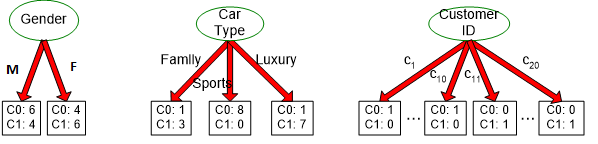 Gender
M
F
C0: 6
C1: 4
C0: 4
C1: 6
Car
Type
Family
Sports
Luxury
C0: 1
C1: 3
C0: 8
C1: 0
C0: 1
C1: 7
Customer
ID
c1
c10
c11
c20
C0: 1
C1: 0
...
C0: 1
C1: 0
C0: 0
C1: 1
...
C0: 0
C1: 1